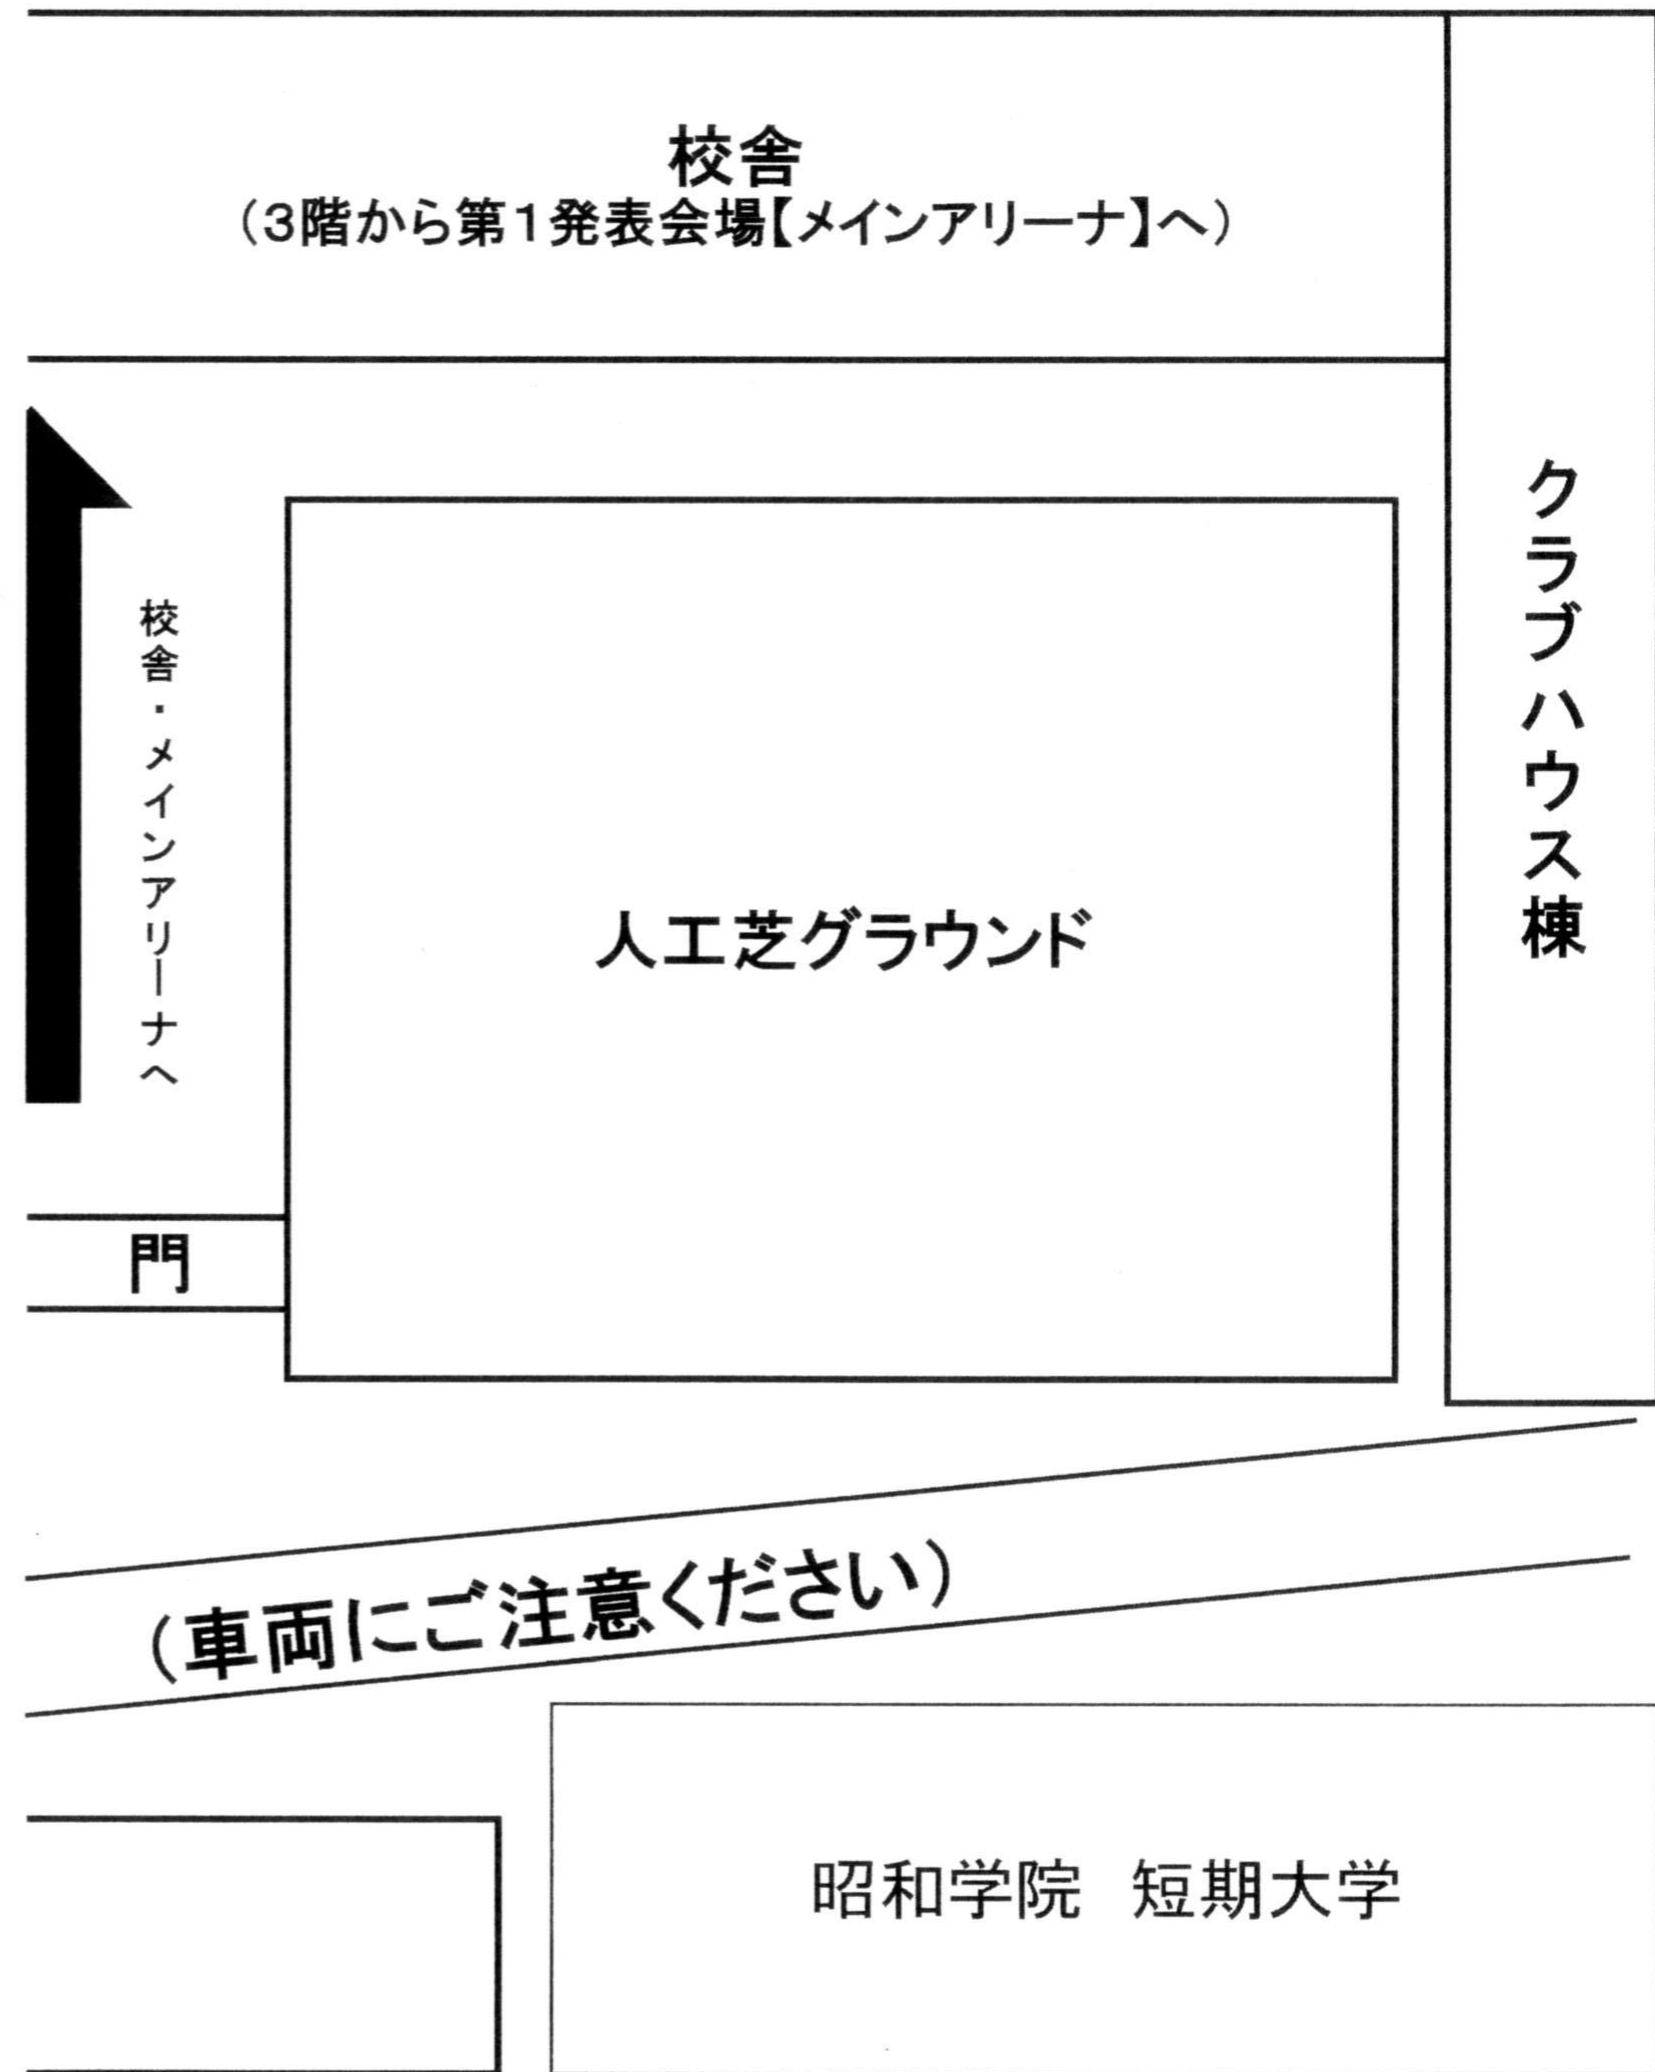 校舎
（3階から第1発表会場【メインアリーナ】へ）
クラブハウス棟
校舎・メインアリーナへ
人工芝グラウンド
門
（車両にご注意ください）
昭和学院　短期大学